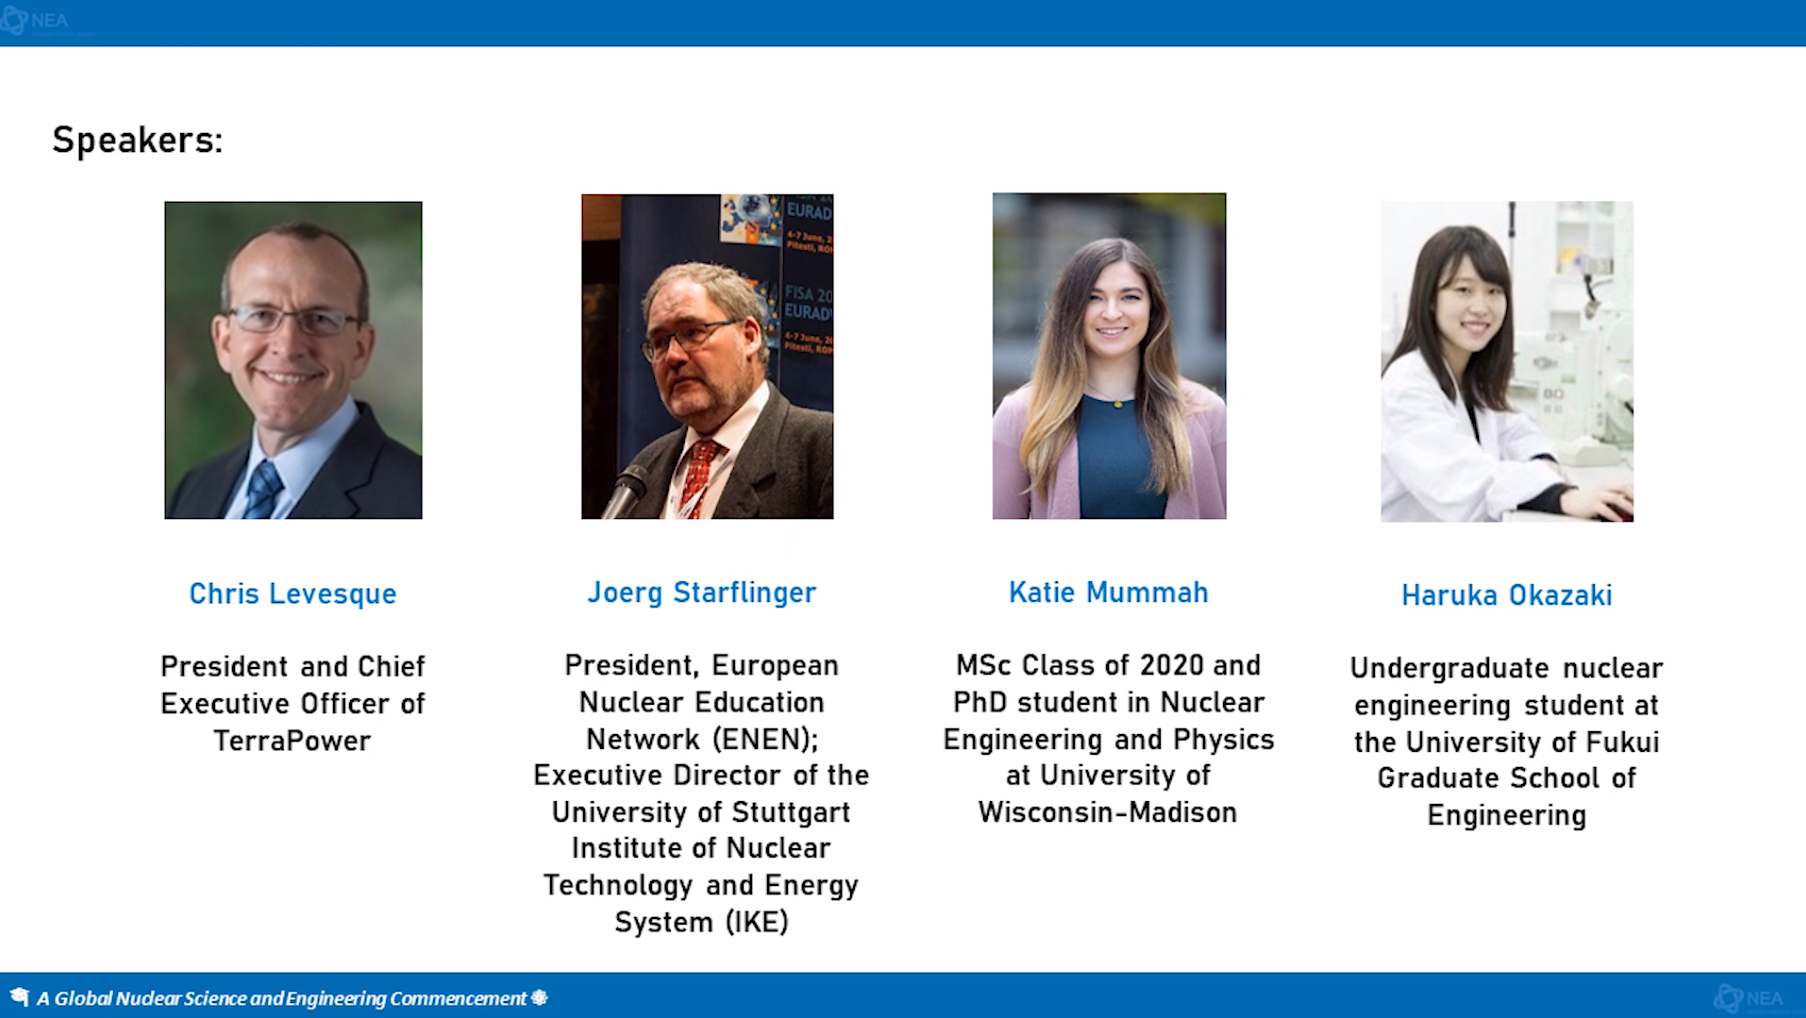 NEA
Speakers:
EURAD
4-7 June, 2
Pitesti, ROM
FISA 20
EURADW
4-7 June, 20
Pitesti, ROM
Chris Levesque
President and Chief
Executive Officer of
TerraPower
Joerg Starflinger
President, European
Nuclear Education
Network (ENEN);
Executive Director of the
University of Stuttgart
Institute of Nuclear
Technology and Energy
System (IKE)
Katie Mummah
MSc Class of 2020 and
PhD student in Nuclear
Engineering and Physics
at University of
Wisconsin-Madison
Haruka Okazaki
Undergraduate nuclear
engineering student at
the University of Fukui
Graduate School of
Engineering
A Global Nuclear Science and Engineering Commencement
NEA